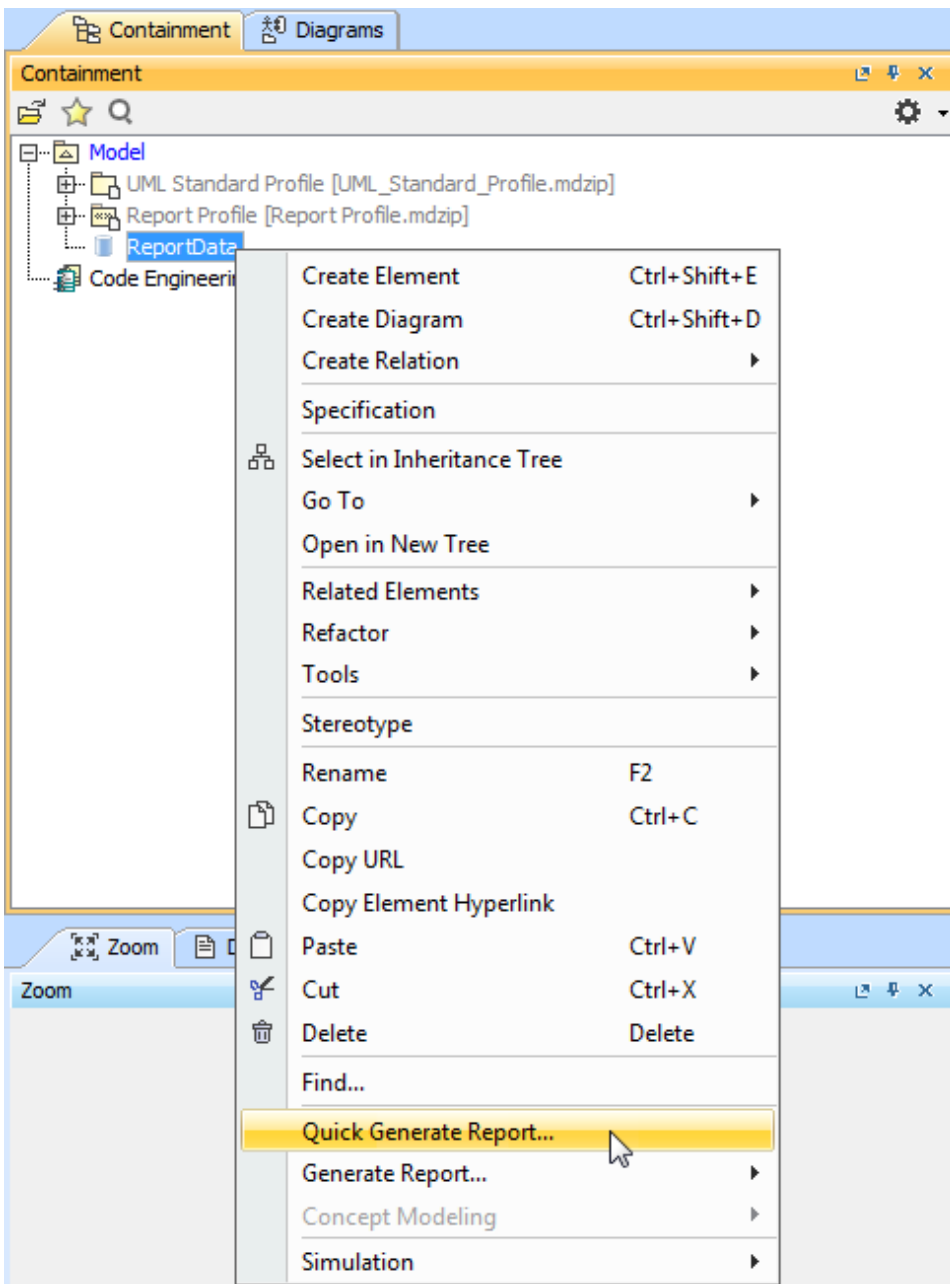 Containment Diagrams
Containment
Model
UML Standard Profile [UML_Standard_Profile.mdzip]
Report Profile [Report Profile.mdzip]
ReportData
Code Engineeri
Create Element Ctrl+Shift+E
Create Diagram Ctrl+Shift+D
Create Relation
Specification
Select in Inheritance Tree
Go To
Open in New Tree
Related Elements
Refactor
Tools
Stereotype
Rename F2
Copy Ctrl+C
Copy URL
Copy Element Hyperlink
Zoom D Paste Ctrl+V
Zoom Cut Ctrl+X
Delete Delete
Find...
Quick Generate Report...
Generate Report...
Concept Modeling
Simulation